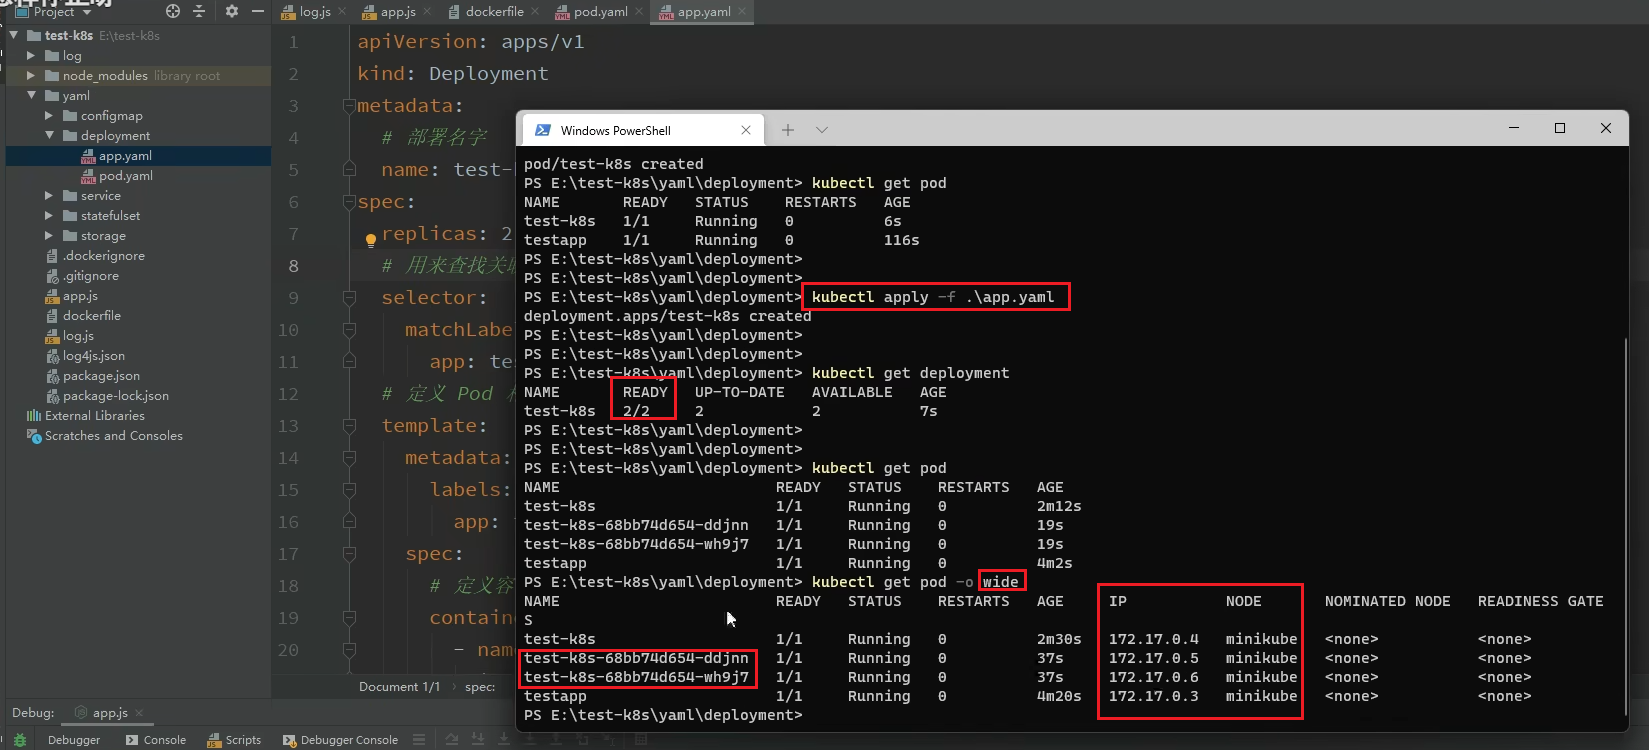 Project
test-k8s E:\test-k8s
log
node_modules library root
yaml
configmap
deployment
app.yaml
pod.yaml
service
statefulset
storage
.dockerignore
.gitignore
app.js
dockerfile
log.js
log4js.json
package.json
package-lock.json
External Libraries
Scratches and Consoles
log.js
app.js
dockerfile
pod.yaml
app.yaml
1 apiVersion: apps/v1
2 kind: Deployment
3 metadata:
4 # 部署名字
5 name: test-
6 spec:
7 replicas: 2
8 # 用来查找关
9 selector:
10 matchLabe
11 app: tes
12 # 定义 Pod
13 template:
14 metadata:
15 labels:
16 app:
17 spec:
18 # 定义容
19 containe
20 - name
Document 1/1 spec:
Windows PowerShell
pod/test-k8s created
PS E:\test-k8s\yaml\deployment> kubectl get pod
NAME READY STATUS RESTARTS AGE
test-k8s 1/1 Running 0 6s
testapp 1/1 Running 0 116s
PS E:\test-k8s\yaml\deployment>
PS E:\test-k8s\yaml\deployment>
PS E:\test-k8s\yaml\deployment> kubectl apply -f .\app.yaml
deployment.apps/test-k8s created
PS E:\test-k8s\yaml\deployment>
PS E:\test-k8s\yaml\deployment>
PS E:\test-k8s\yaml\deployment> kubectl get deployment
NAME READY UP-TO-DATE AVAILABLE AGE
test-k8s 2/2 2 2 7s
PS E:\test-k8s\yaml\deployment>
PS E:\test-k8s\yaml\deployment>
PS E:\test-k8s\yaml\deployment> kubectl get pod
NAME READY STATUS RESTARTS AGE
test-k8s 1/1 Running 0 2m12s
test-k8s-68bb74d654-ddjnn 1/1 Running 0 19s
test-k8s-68bb74d654-wh9j7 1/1 Running 0 19s
testapp 1/1 Running 0 4m2s
PS E:\test-k8s\yaml\deployment> kubectl get pod -o wide
NAME READY STATUS RESTARTS AGE IP NODE NOMINATED NODE READINESS GATE
S
test-k8s 1/1 Running 0 2m30s 172.17.0.4 minikube <none> <none>
test-k8s-68bb74d654-ddjnn 1/1 Running 0 37s 172.17.0.5 minikube <none> <none>
test-k8s-68bb74d654-wh9j7 1/1 Running 0 37s 172.17.0.6 minikube <none> <none>
testapp 1/1 Running 0 4m20s 172.17.0.3 minikube <none> <none>
PS E:\test-k8s\yaml\deployment>
Debug: app.js
Debugger Console Scripts Debugger Console